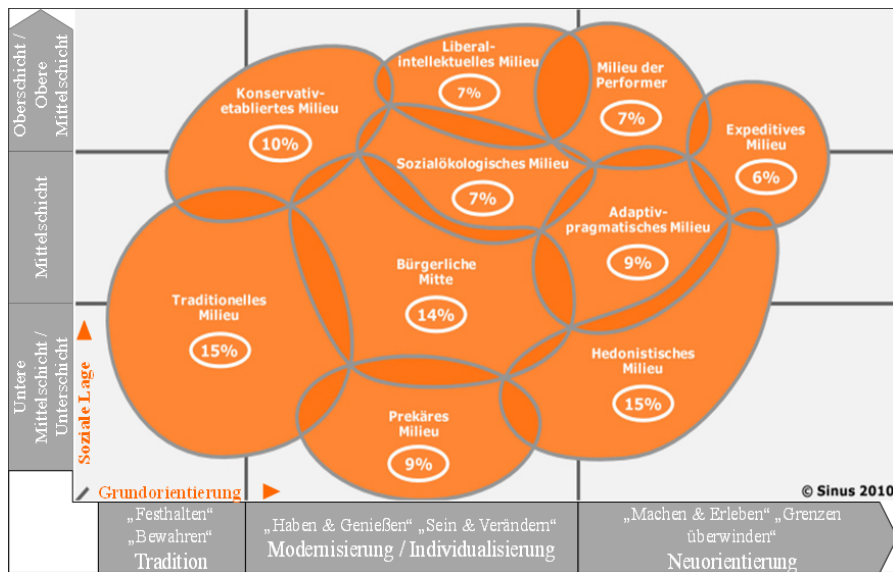 Oberschicht /
Obere
Mittelschicht
Mittelschicht
Untere
Mittelschicht /
Unterschicht
Soziale Lage
Konservativ-
etabliertes Milieu
10%
Liberal-
intellektuelles Milieu
7%
Milieu der
Performer
7%
Expeditives
Milieu
6%
Sozialökologisches Milieu
7%
Adaptiv-
pragmatisches Milieu
9%
Bürgerliche
Mitte
14%
Traditionelles
Milieu
15%
Hedonistisches
Milieu
15%
Prekäres
Milieu
9%
© Sinus 2010
Grundorientierung
„Festhalten“
„Bewahren“
Tradition
„Haben & Genießen“ „Sein & Verändern“
Modernisierung / Individualisierung
„Machen & Erleben“ „Grenzen
überwinden“
Neuorientierung